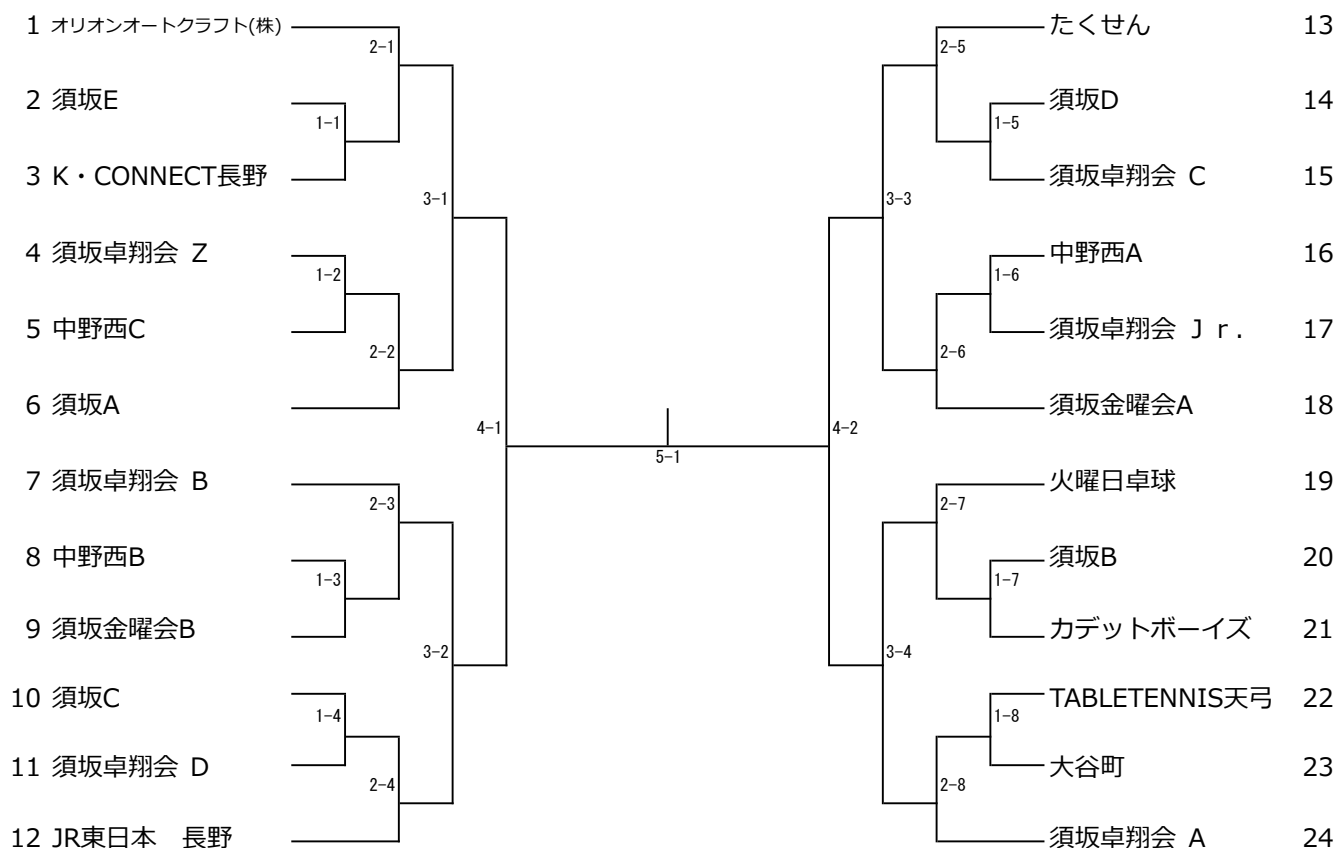 1 オリオンオートクラフト(株)
2 須坂E
3 K・CONNECT長野
4 須坂卓翔会 Z
5 中野西C
6 須坂A
7 須坂卓翔会 B
8 中野西B
9 須坂金曜会B
10 須坂C
11 須坂卓翔会 D
12 JR東日本　長野
2-1
1-1
3-1
1-2
2-2
4-1
2-3
1-3
3-2
1-4
2-4
5-1
2-5
1-5
3-3
1-6
2-6
4-2
2-7
1-7
3-4
1-8
2-8
たくせん 13
須坂D 14
須坂卓翔会 C 15
中野西A 16
須坂卓翔会 Ｊｒ. 17
須坂金曜会A 18
火曜日卓球 19
須坂B 20
カデットボーイズ 21
TABLETENNIS天弓 22
大谷町 23
須坂卓翔会 A 24